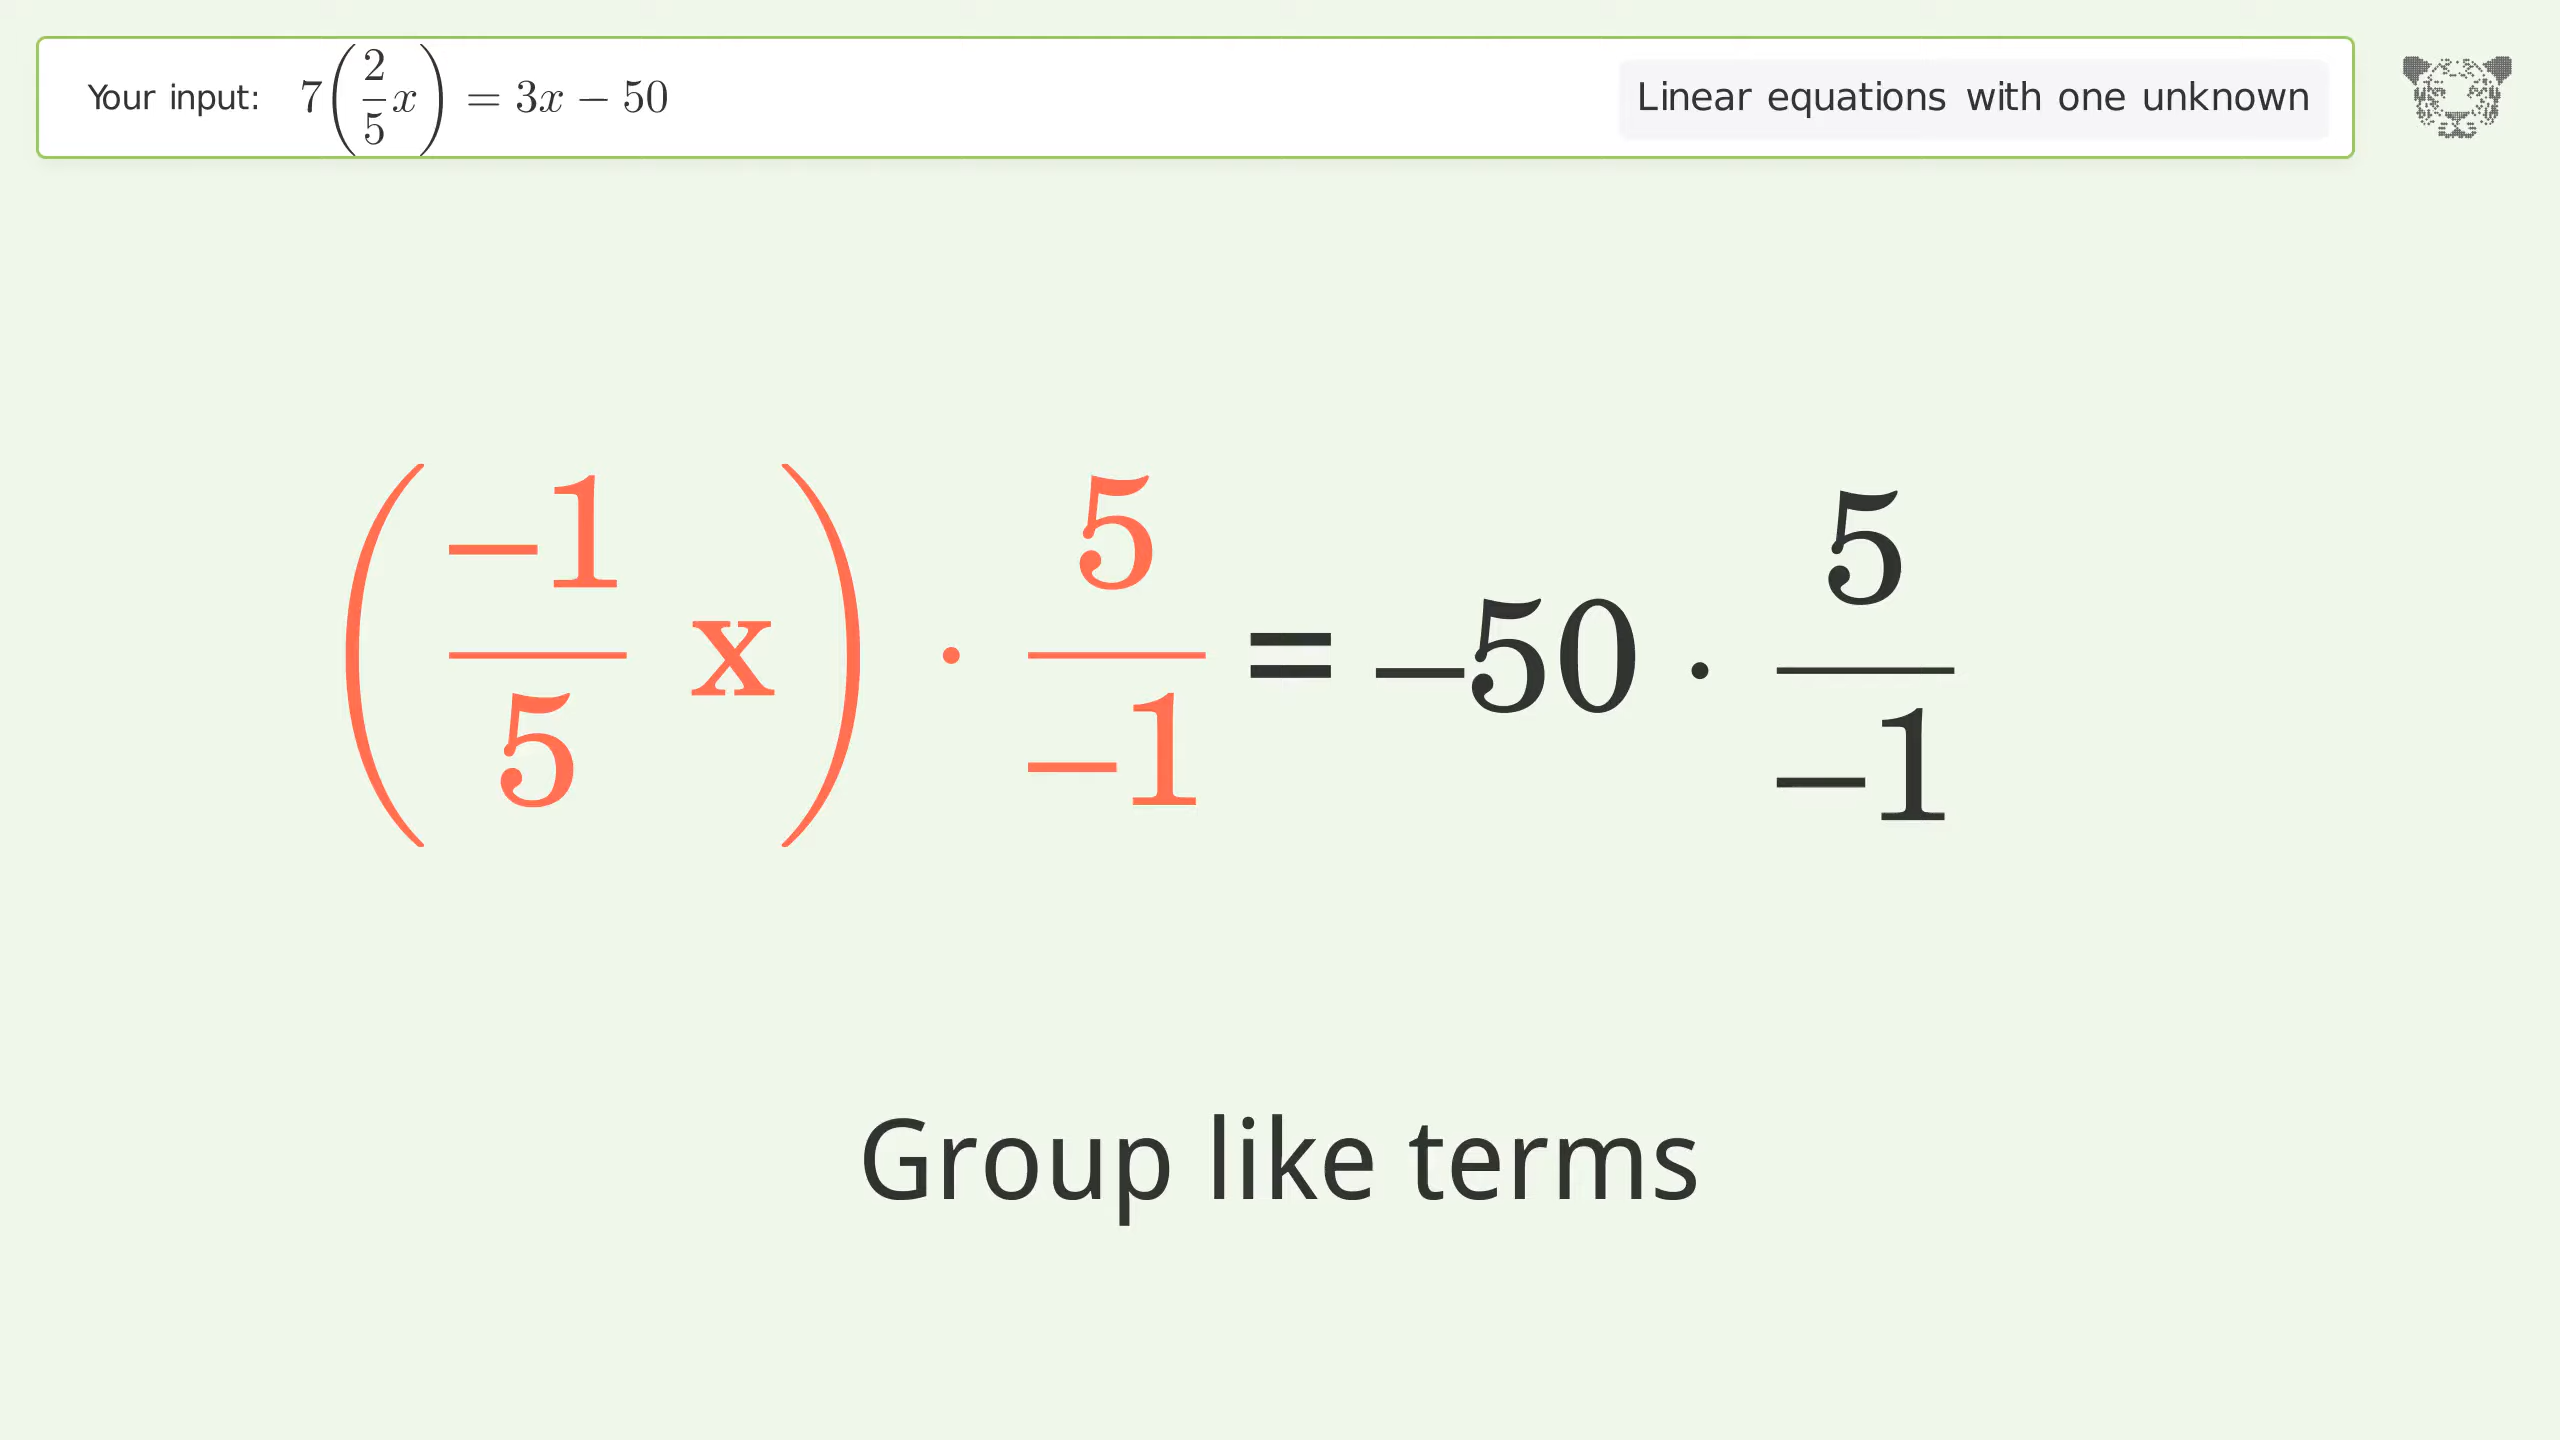 Your input: 7(2/5 x) = 3x − 50
Linear equations with one unknown
(−1/5 x) · 5/−1 = −50 · 5/−1
Group like terms